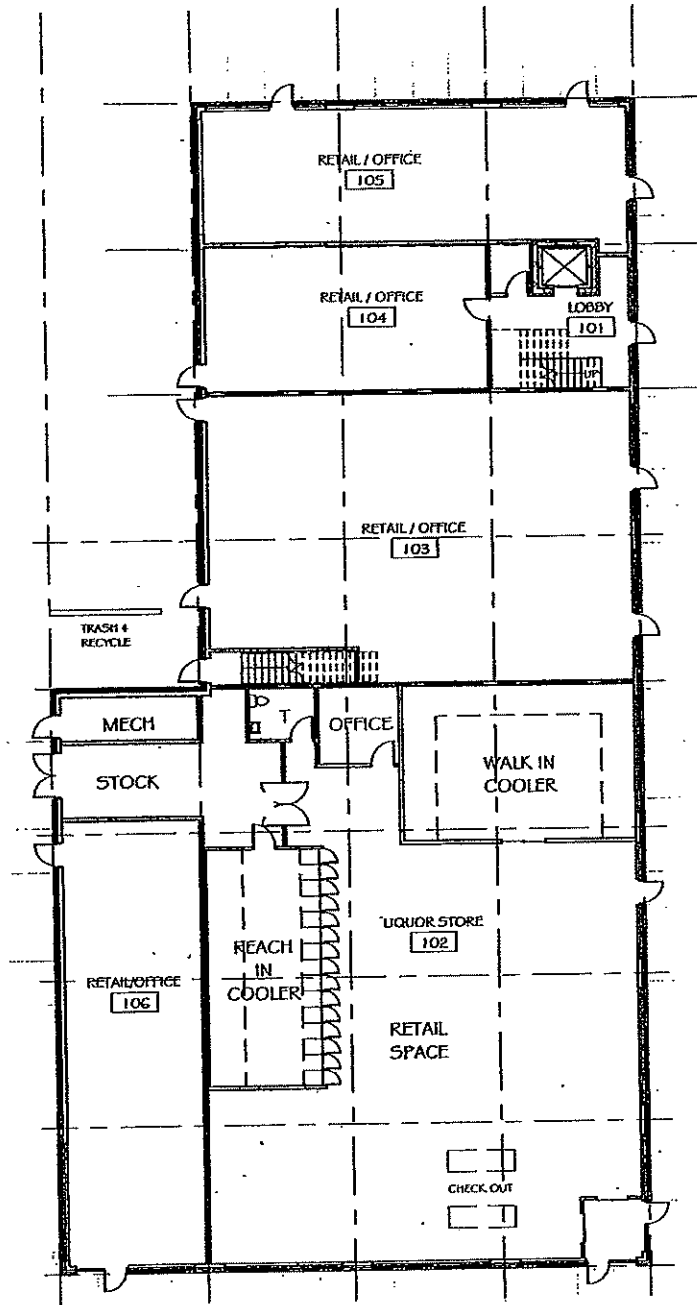 RETAIL / OFFICE
105
RETAIL / OFFICE
104
LOBBY
101
UP
RETAIL / OFFICE
103
TRASH &
RECYCLE
MECH
T
OFFICE
WALK IN
COOLER
STOCK
LIQUOR STORE
102
REACH
IN
COOLER
RETAIL/OFFICE
106
RETAIL
SPACE
CHECK OUT